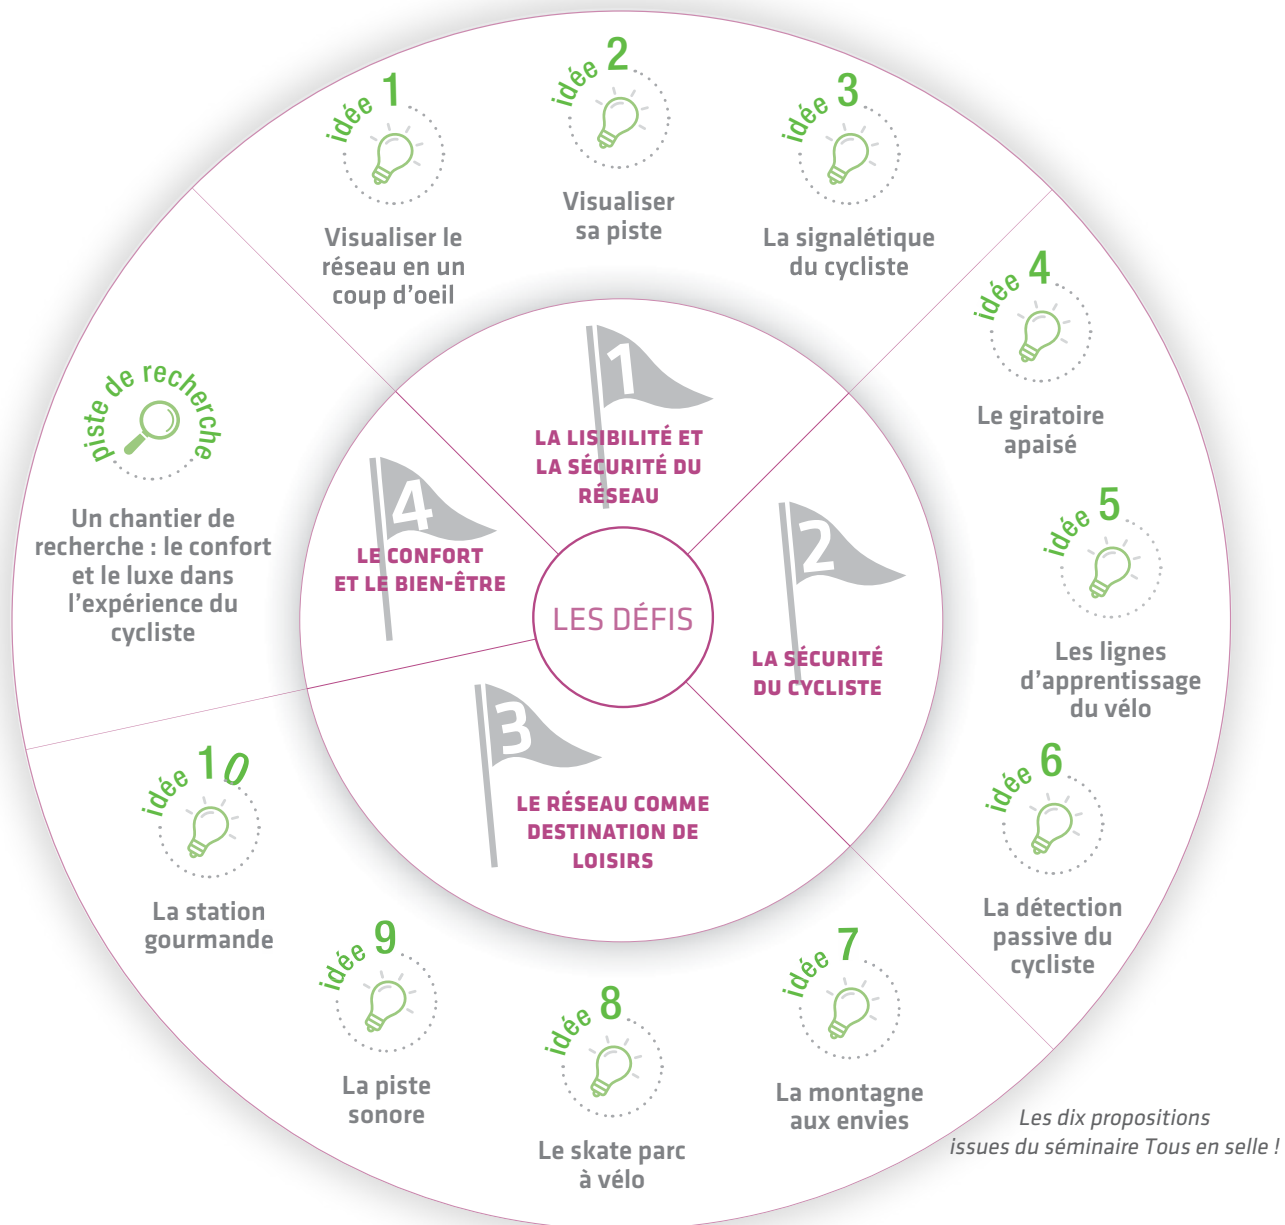 idée 1
Visualiser le
réseau en un
coup d'oeil
idée 2
Visualiser
sa piste
idée 3
La signalétique
du cycliste
idée 4
Le giratoire
apaisé
idée 5
Les lignes
d'apprentissage
du vélo
idée 6
La détection
passive du
cycliste
idée 7
La montagne
aux envies
idée 8
Le skate parc
à vélo
idée 9
La piste
sonore
idée 10
La station
gourmande
piste de recherche
Un chantier de
recherche : le confort
et le luxe dans
l'expérience du
cycliste
1
LA LISIBILITÉ ET
LA SÉCURITÉ DU
RÉSEAU
2
LA SÉCURITÉ
DU CYCLISTE
3
LE RÉSEAU COMME
DESTINATION DE
LOISIRS
4
LE CONFORT
ET LE BIEN-ÊTRE
LES DÉFIS
Les dix propositions
issues du séminaire Tous en selle !